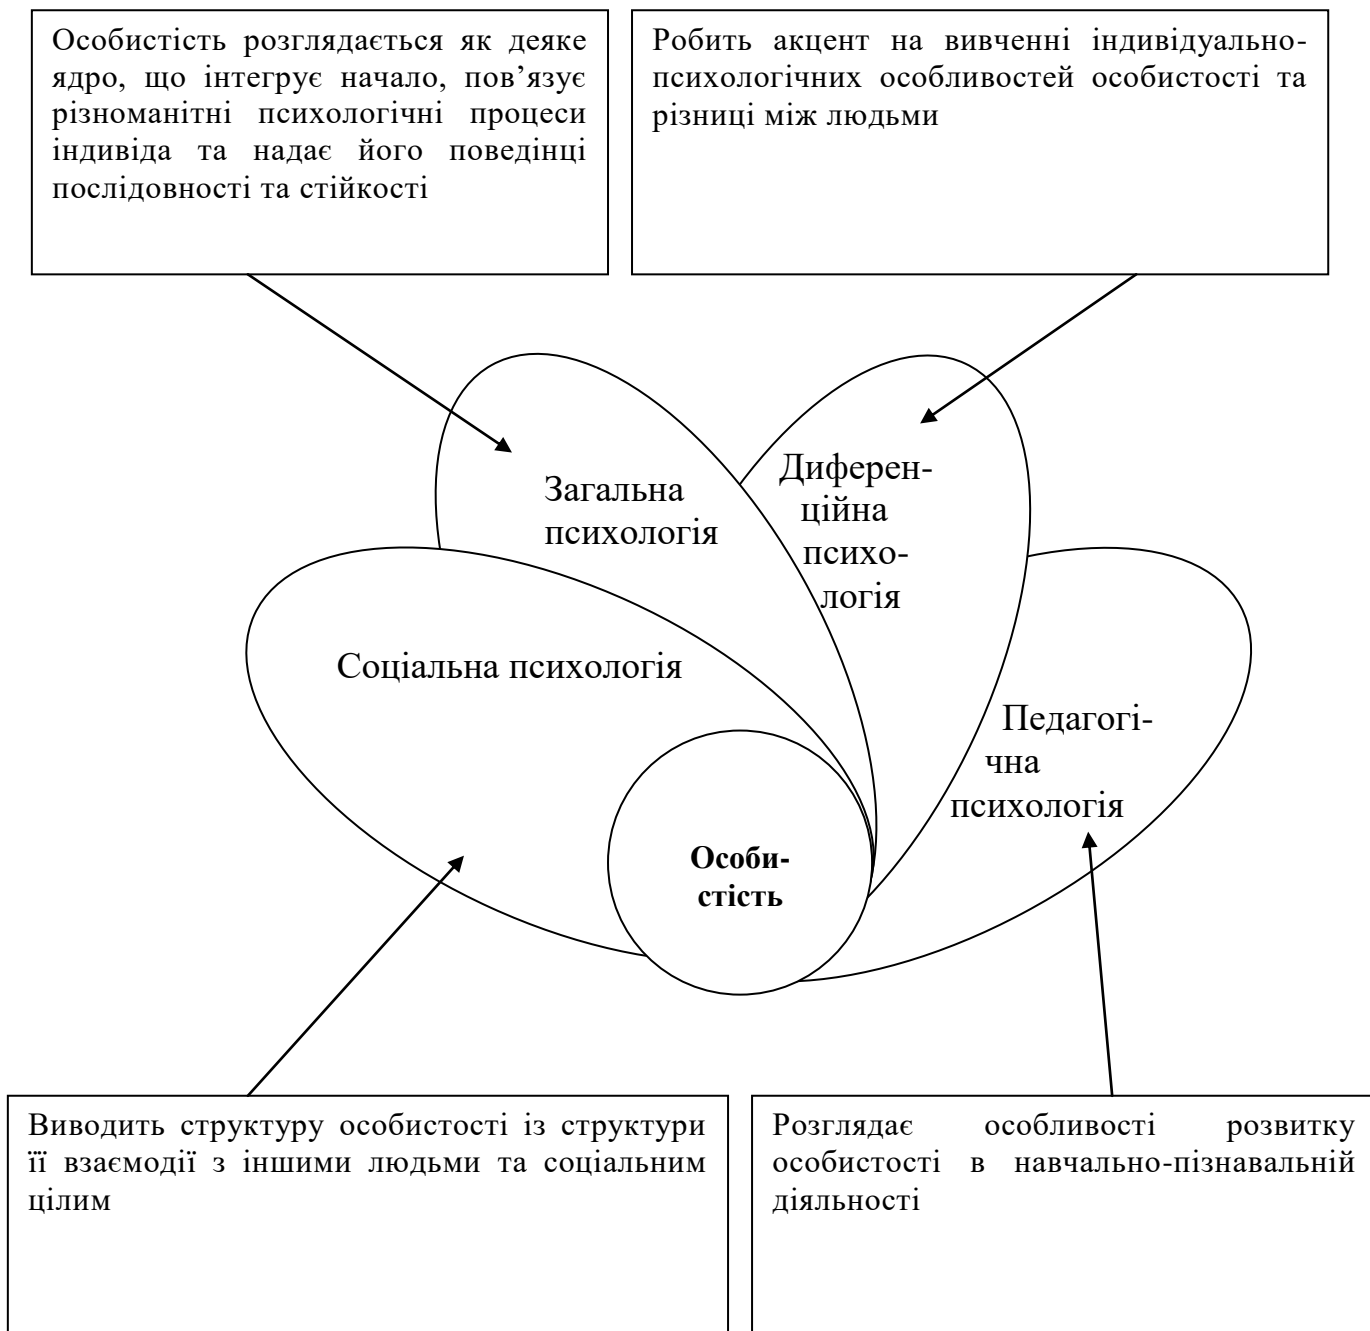 Особистість розглядається як деяке
ядро, що інтегрує начало, пов’язує
різноманітні психологічні процеси
індивіда та надає його поведінці
послідовності та стійкості
Робить акцент на вивченні індивідуально-
психологічних особливостей особистості та
різниці між людьми
Загальна
психологія
Диферен-
ційна
психо-
логія
Соціальна психологія
Педагогі-
чна
психологія
Особи-
стість
Виводить структуру особистості із структури
її взаємодії з іншими людьми та соціальним
цілим
Розглядає особливості розвитку
особистості в навчально-пізнавальній
діяльності